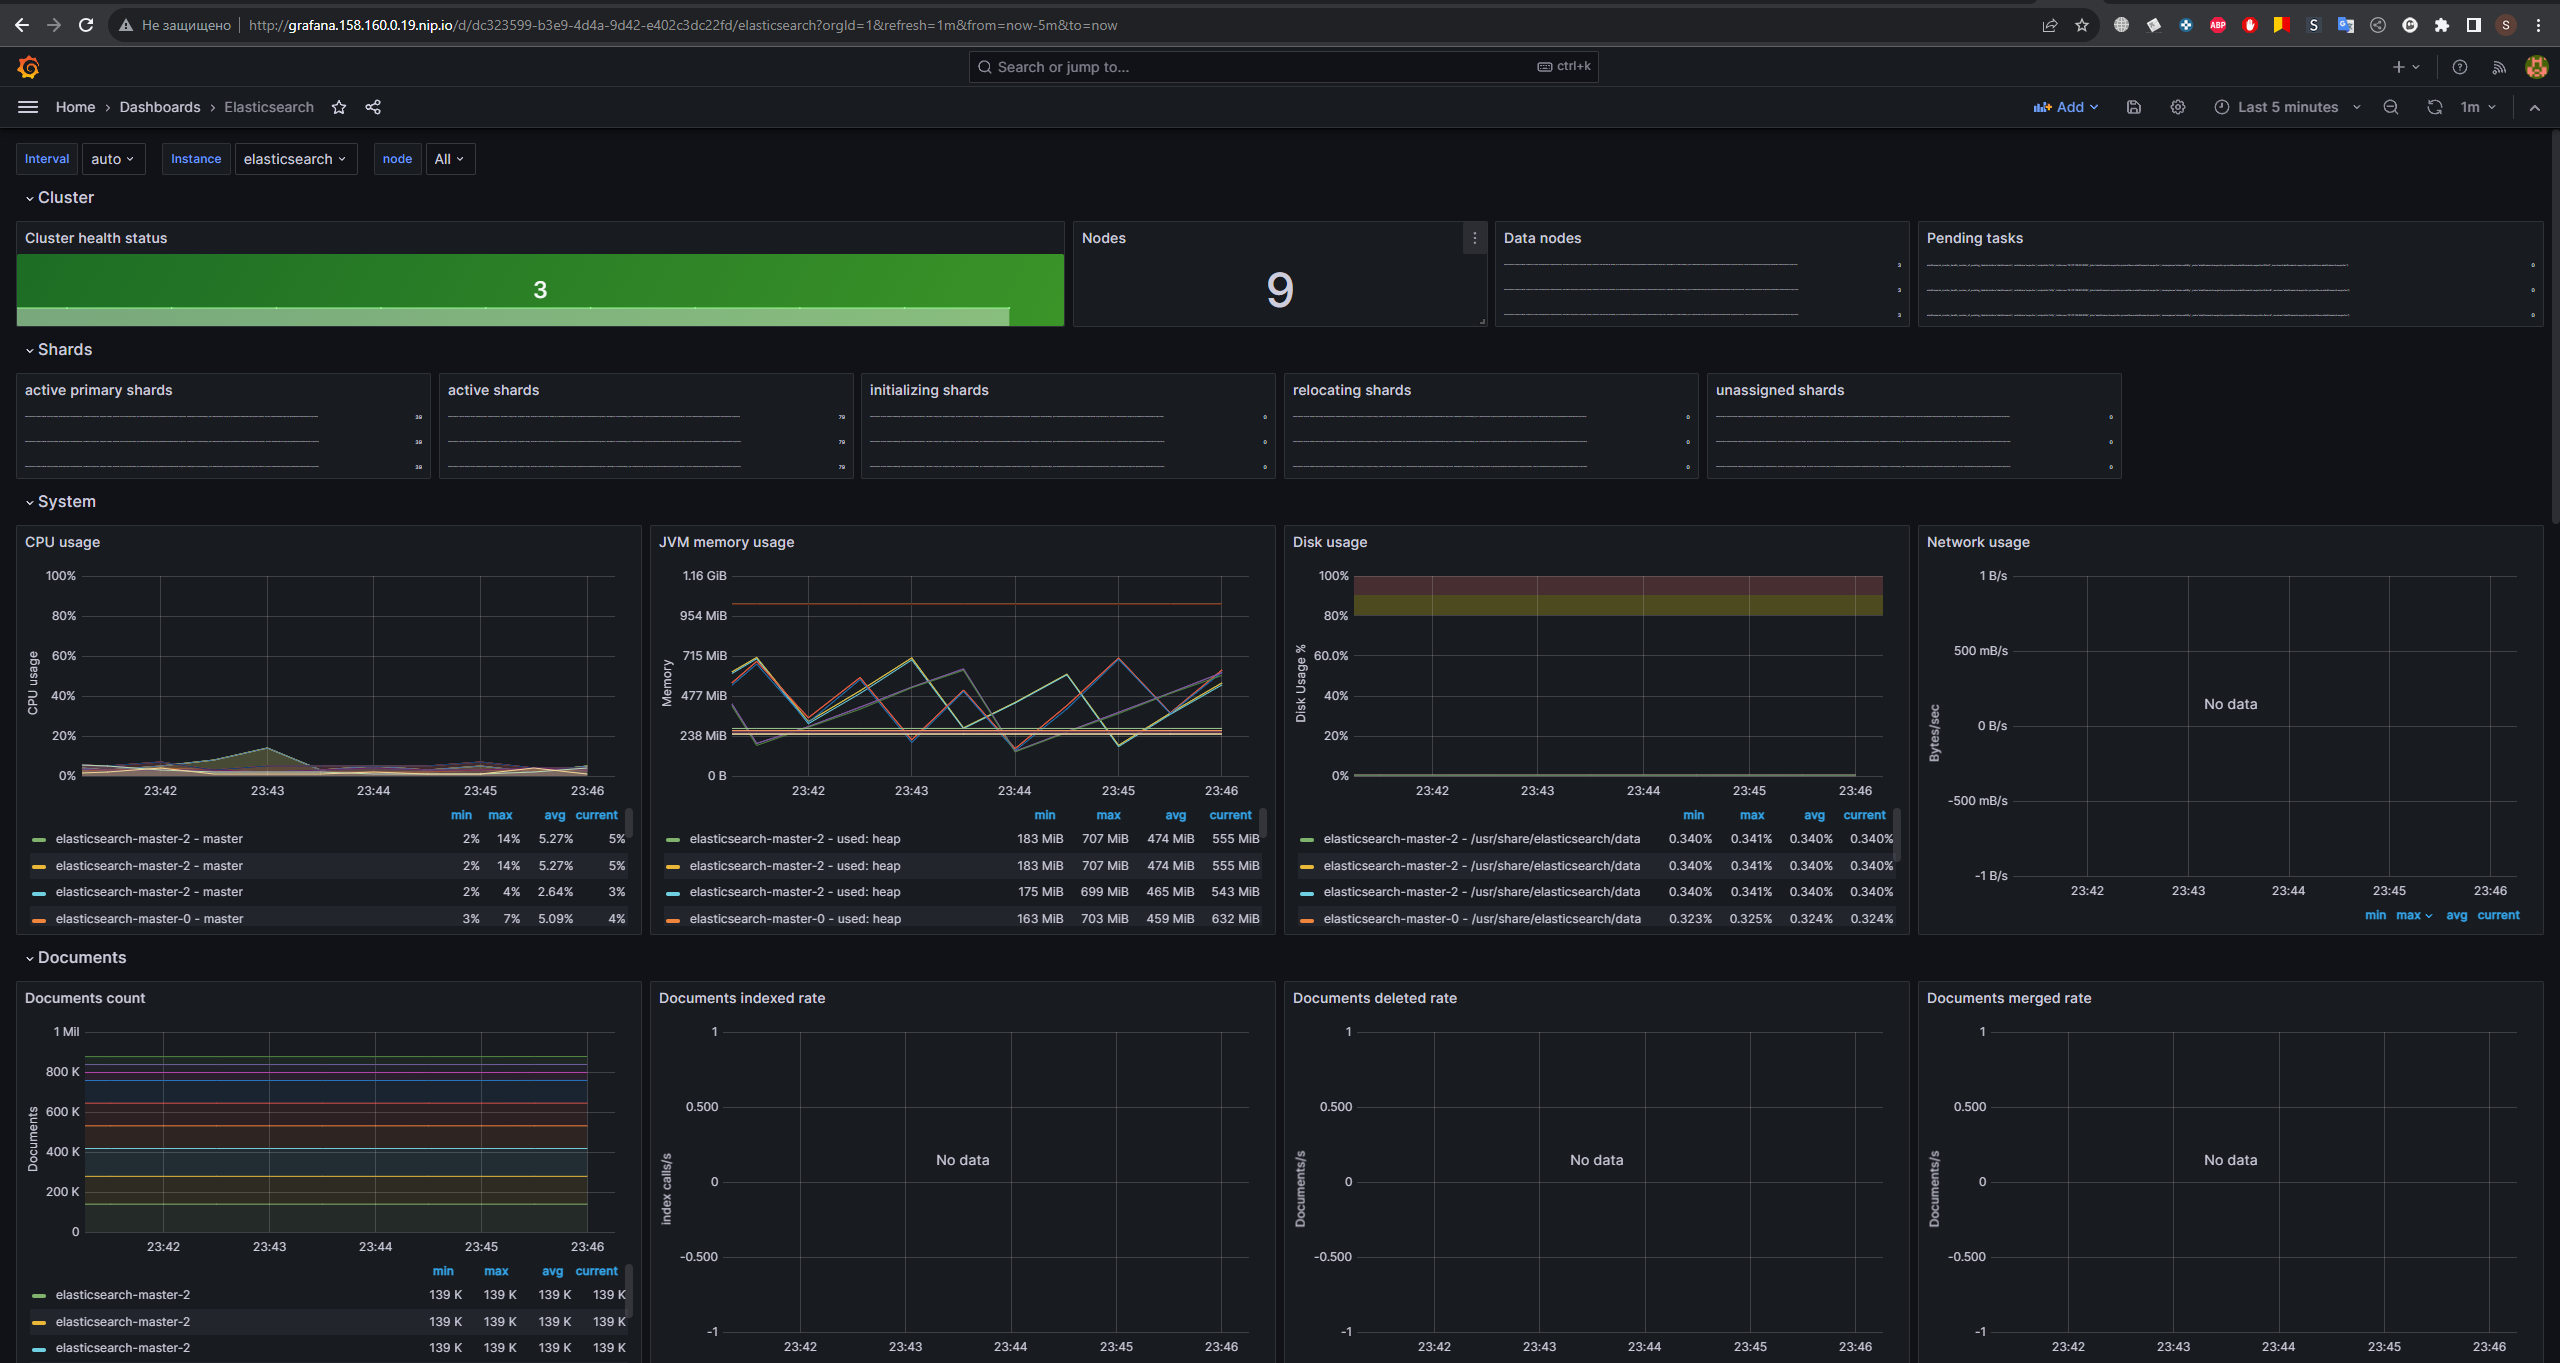 Не защищено http://grafana.158.160.0.19.nip.io/d/dc323599-b3e9-4d4a-9d42-e402c3dc22fd/elasticsearch?orgId=1&refresh=1m&from=now-5m&to=now
ABP S S
Search or jump to... ctrl+k
Home › Dashboards › Elasticsearch Add Last 5 minutes 1m
Interval auto Instance elasticsearch node All
Cluster
Cluster health status Nodes Data nodes Pending tasks
3 9
3 0
3 0
3 0
Shards
active primary shards active shards initializing shards relocating shards unassigned shards
39 79 0 0 0
39 79 0 0 0
39 79 0 0 0
System
CPU usage
100%
80%
60%
40%
20%
0%
CPU usage
23:42 23:43 23:44 23:45 23:46
min max avg current
elasticsearch-master-2 - master 2% 14% 5.27% 5%
elasticsearch-master-2 - master 2% 14% 5.27% 5%
elasticsearch-master-2 - master 2% 4% 2.64% 3%
elasticsearch-master-0 - master 3% 7% 5.09% 4%
JVM memory usage
1.16 GiB
954 MiB
715 MiB
477 MiB
238 MiB
0 B
Memory
23:42 23:43 23:44 23:45 23:46
min max avg current
elasticsearch-master-2 - used: heap 183 MiB 707 MiB 474 MiB 555 MiB
elasticsearch-master-2 - used: heap 183 MiB 707 MiB 474 MiB 555 MiB
elasticsearch-master-2 - used: heap 175 MiB 699 MiB 465 MiB 543 MiB
elasticsearch-master-0 - used: heap 163 MiB 703 MiB 459 MiB 632 MiB
Disk usage
100%
80%
60.0%
40%
20%
0%
Disk Usage %
23:42 23:43 23:44 23:45 23:46
min max avg current
elasticsearch-master-2 - /usr/share/elasticsearch/data 0.340% 0.341% 0.340% 0.340%
elasticsearch-master-2 - /usr/share/elasticsearch/data 0.340% 0.341% 0.340% 0.340%
elasticsearch-master-2 - /usr/share/elasticsearch/data 0.340% 0.341% 0.340% 0.340%
elasticsearch-master-0 - /usr/share/elasticsearch/data 0.323% 0.325% 0.324% 0.324%
Network usage
1 B/s
500 mB/s
0 B/s
-500 mB/s
-1 B/s
Bytes/sec
No data
23:42 23:43 23:44 23:45 23:46
min max avg current
Documents
Documents count
1 Mil
800 K
600 K
400 K
200 K
0
Documents
23:42 23:43 23:44 23:45 23:46
min max avg current
elasticsearch-master-2 139 K 139 K 139 K 139 K
elasticsearch-master-2 139 K 139 K 139 K 139 K
elasticsearch-master-2 139 K 139 K 139 K 139 K
Documents indexed rate
1
0.500
0
-0.500
-1
index calls/s
No data
23:42 23:43 23:44 23:45 23:46
Documents deleted rate
1
0.500
0
-0.500
-1
Documents/s
No data
23:42 23:43 23:44 23:45 23:46
Documents merged rate
1
0.500
0
-0.500
-1
Documents/s
No data
23:42 23:43 23:44 23:45 23:46